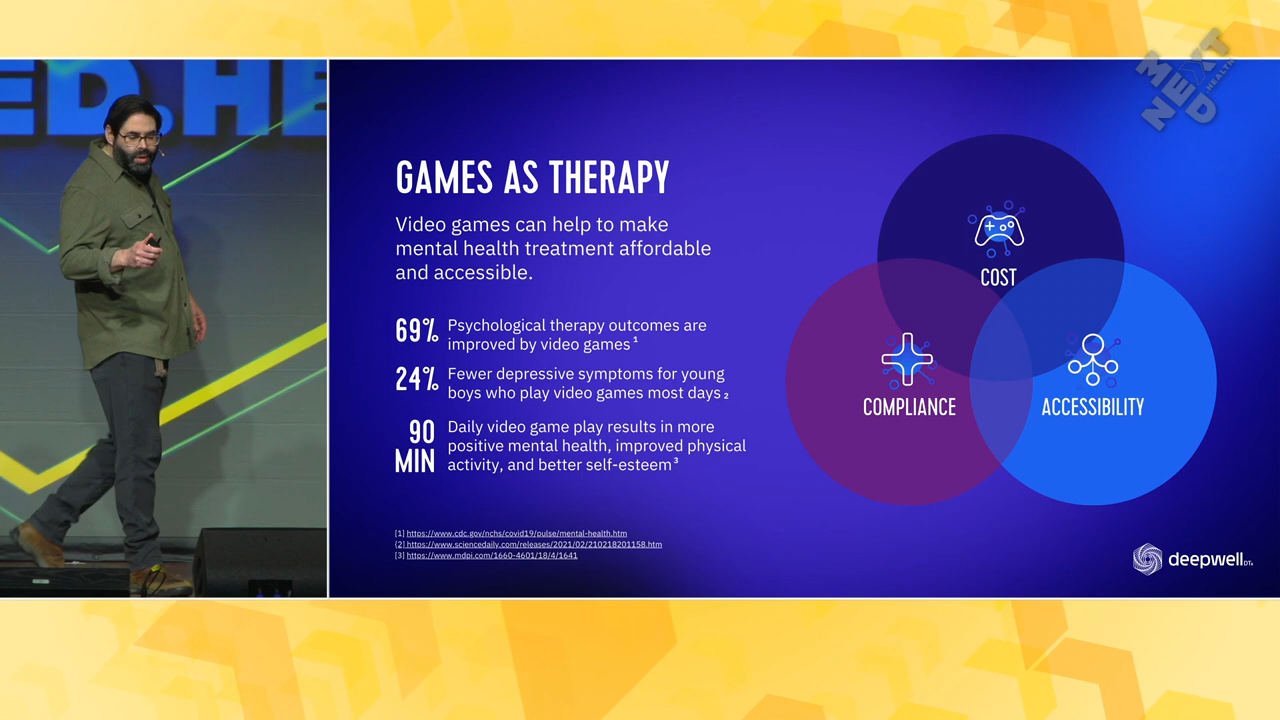 ED.HE
NEXT
MED
HEALTH
GAMES AS THERAPY
Video games can help to make
mental health treatment affordable
and accessible.
69% Psychological therapy outcomes are
improved by video games¹
24% Fewer depressive symptoms for young
boys who play video games most days₂
90
MIN
Daily video game play results in more
positive mental health, improved physical
activity, and better self-esteem³
COST
COMPLIANCE
ACCESSIBILITY
[1] https://www.cdc.gov/nchs/covid19/pulse/mental-health.htm
[2] https://www.sciencedaily.com/releases/2021/02/210218201158.htm
[3] https://www.mdpi.com/1660-4601/18/4/1641
deepwell DTx